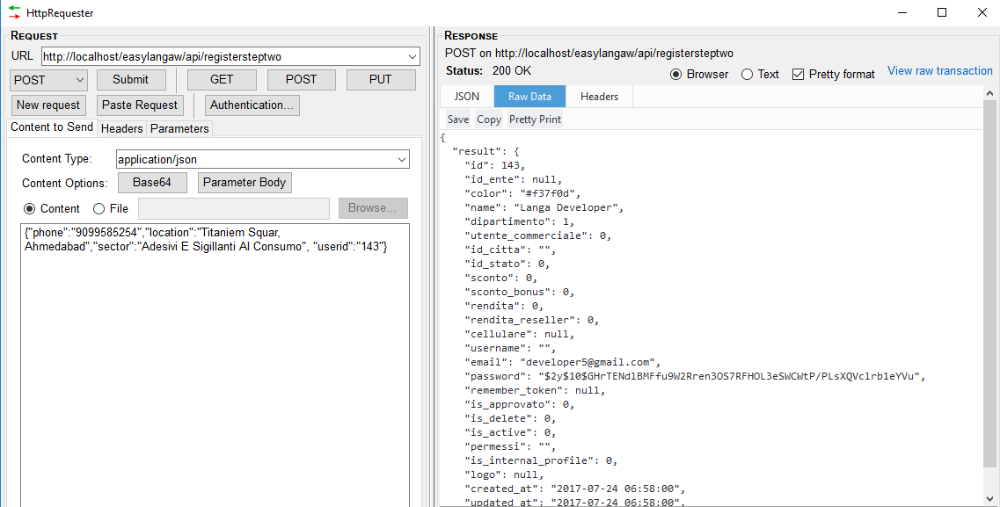 HttpRequester
REQUEST
URL http://localhost/easylangaw/api/registersteptwo
POST Submit GET POST PUT
New request Paste Request Authentication...
Content to Send Headers Parameters
Content Type: application/json
Content Options: Base64 Parameter Body
Content File Browse...
{"phone":"9099585254","location":"Titaniem Squar,
Ahmedabad","sector":"Adesivi E Sigillanti Al Consumo", "userid":"143"}
RESPONSE
POST on http://localhost/easylangaw/api/registersteptwo
Status: 200 OK
Browser Text Pretty format View raw transaction
JSON Raw Data Headers
Save Copy Pretty Print
{
"result": {
"id": 143,
"id_ente": null,
"color": "#f37f0d",
"name": "Langa Developer",
"dipartimento": 1,
"utente_commerciale": 0,
"id_citta": "",
"id_stato": 0,
"sconto": 0,
"sconto_bonus": 0,
"rendita": 0,
"rendita_reseller": 0,
"cellulare": null,
"username": "",
"email": "developer5@gmail.com",
"password": "$2y$10$GHrTENdlBMFfu9W2Rren3OS7RFHOL3eSWCWtP/PLsXQVclrb1eYVu",
"remember_token": null,
"is_approvato": 0,
"is_delete": 0,
"is_active": 0,
"permessi": "",
"is_internal_profile": 0,
"logo": null,
"created_at": "2017-07-24 06:58:00",
"updated_at": "2017-07-24 06:58:00",